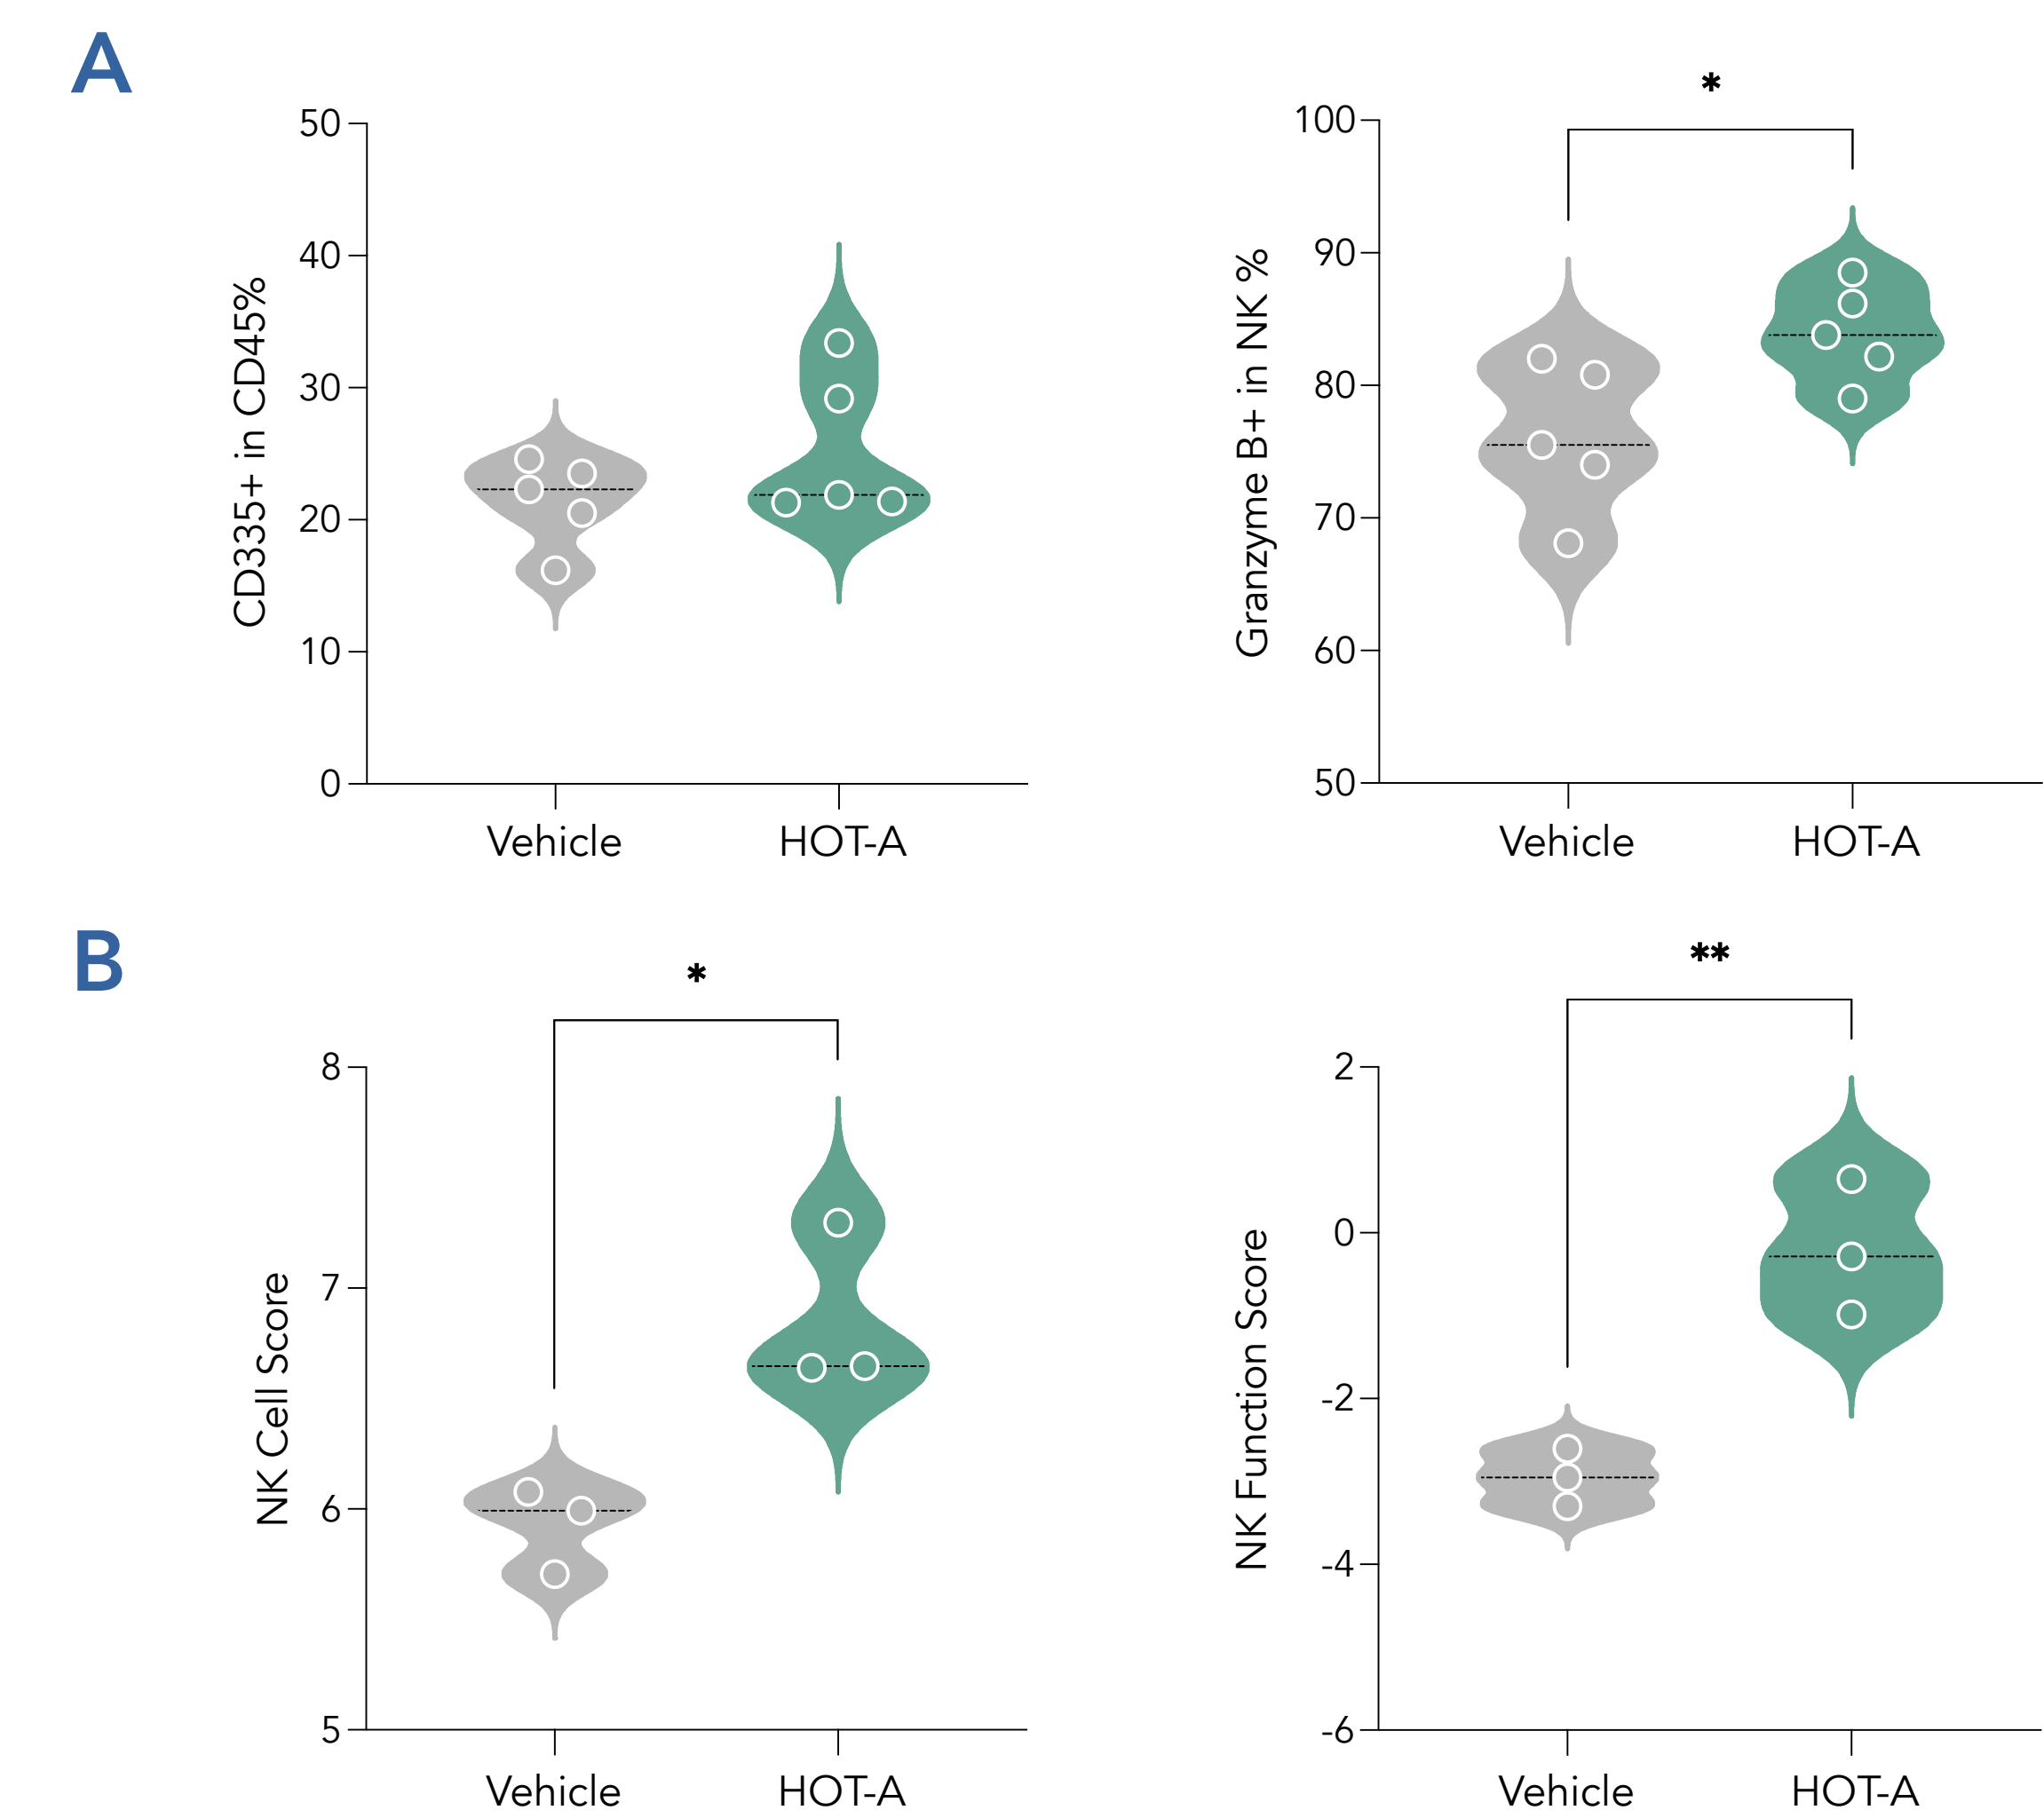 A
CD335+ in CD45%
50
40
30
20
10
0
Vehicle HOT-A
*
Granzyme B+ in NK %
100
90
80
70
60
50
Vehicle HOT-A
B
*
NK Cell Score
8
7
6
5
Vehicle HOT-A
**
NK Function Score
2
0
-2
-4
-6
Vehicle HOT-A